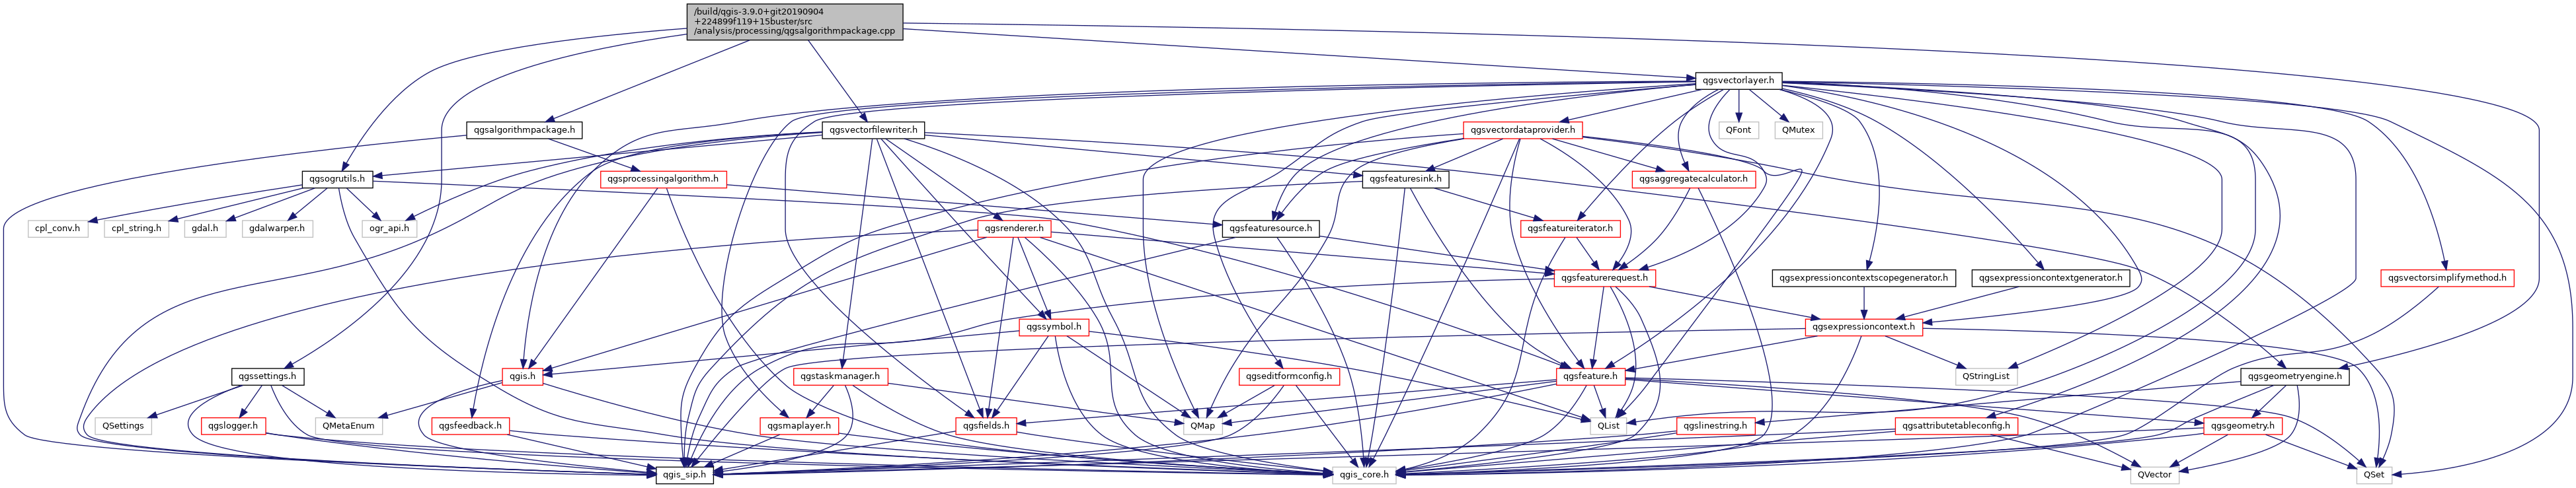 /build/qgis-3.9.0+git20190904
+224899f119+15buster/src
/analysis/processing/qgsalgorithmpackage.cpp
qgsvectorlayer.h
qgsalgorithmpackage.h
qgsvectorfilewriter.h
qgsvectordataprovider.h
QFont
QMutex
qgsogrutils.h
qgsprocessingalgorithm.h
qgsfeaturesink.h
qgsaggregatecalculator.h
cpl_conv.h
cpl_string.h
gdal.h
gdalwarper.h
ogr_api.h
qgsrenderer.h
qgsfeaturesource.h
qgsfeatureiterator.h
qgsfeaturerequest.h
qgsexpressioncontextscopegenerator.h
qgsexpressioncontextgenerator.h
qgsvectorsimplifymethod.h
qgssymbol.h
qgsexpressioncontext.h
qgssettings.h
qgis.h
qgstaskmanager.h
qgseditformconfig.h
qgsfeature.h
QStringList
qgsgeometryengine.h
QSettings
qgslogger.h
QMetaEnum
qgsfeedback.h
qgsmaplayer.h
qgsfields.h
QMap
QList
qgslinestring.h
qgsattributetableconfig.h
qgsgeometry.h
qgis_sip.h
qgis_core.h
QVector
QSet